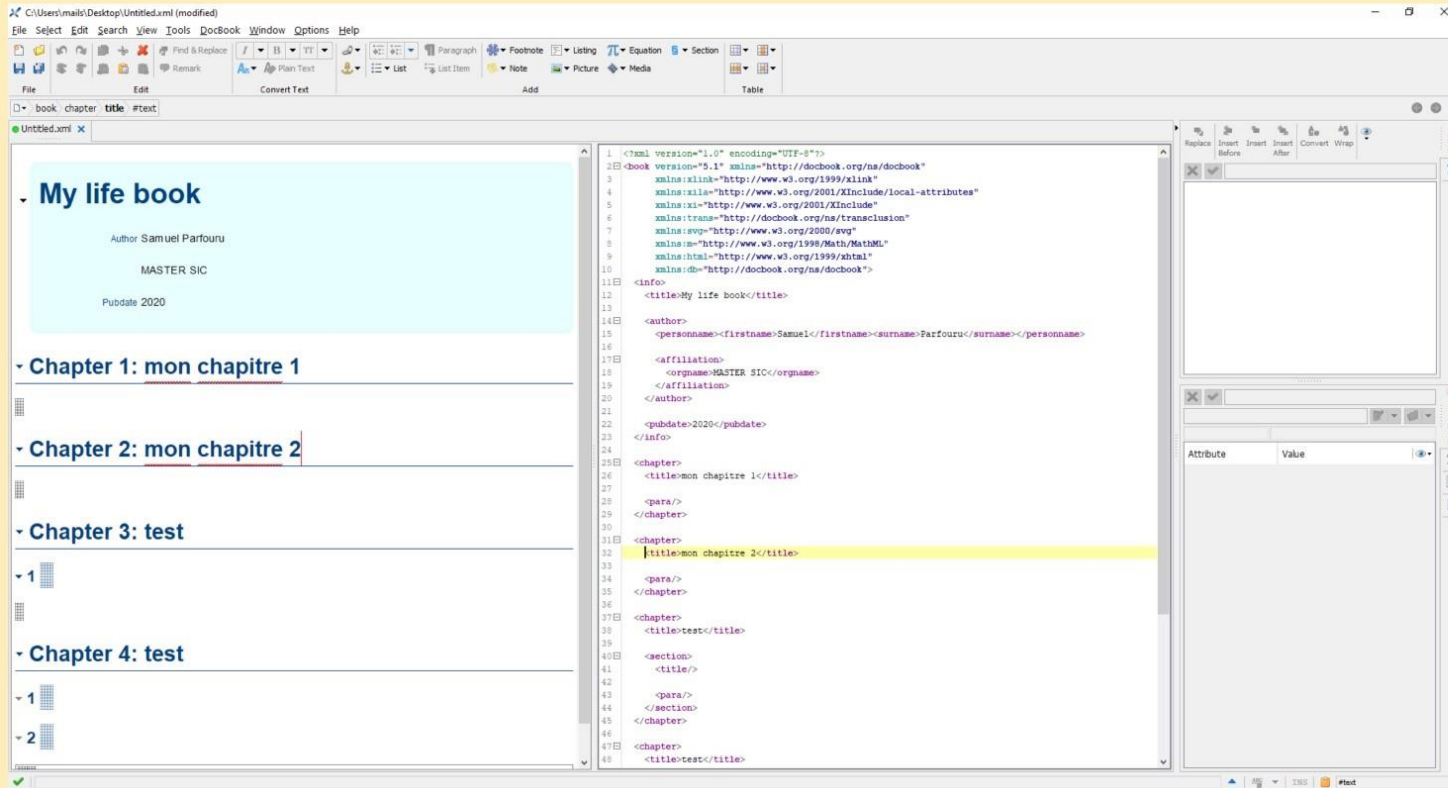 C:\Users\mails\Desktop\Untitled.xml (modified)
File Select Edit Search View Tools DocBook Window Options Help
Find & Replace I B TT Paragraph Footnote Listing Equation Section
Remark Plain Text List List Item Note Picture Media
File Edit Convert Text Add Table
book chapter title #text
Untitled.xml
My life book
Author Samuel Parfouru
MASTER SIC
Pubdate 2020
Chapter 1: mon chapitre 1
Chapter 2: mon chapitre 2
Chapter 3: test
1
Chapter 4: test
1
2
1 <?xml version="1.0" encoding="UTF-8"?>
2 <book version="5.1" xmlns="http://docbook.org/ns/docbook"
3 xmlns:xlink="http://www.w3.org/1999/xlink"
4 xmlns:xila="http://www.w3.org/2001/XInclude/local-attributes"
5 xmlns:xi="http://www.w3.org/2001/XInclude"
6 xmlns:trans="http://docbook.org/ns/transclusion"
7 xmlns:svg="http://www.w3.org/2000/svg"
8 xmlns:m="http://www.w3.org/1998/Math/MathML"
9 xmlns:html="http://www.w3.org/1999/xhtml"
10 xmlns:db="http://docbook.org/ns/docbook">
11 <info>
12 <title>My life book</title>
13
14 <author>
15 <personname><firstname>Samuel</firstname><surname>Parfouru</surname></personname>
16
17 <affiliation>
18 <orgname>MASTER SIC</orgname>
19 </affiliation>
20 </author>
21
22 <pubdate>2020</pubdate>
23 </info>
24
25 <chapter>
26 <title>mon chapitre 1</title>
27
28 <para/>
29 </chapter>
30
31 <chapter>
32 <title>mon chapitre 2</title>
33
34 <para/>
35 </chapter>
36
37 <chapter>
38 <title>test</title>
39
40 <section>
41 <title/>
42
43 <para/>
44 </section>
45 </chapter>
46
47 <chapter>
48 <title>test</title>
Replace Insert Before Insert Insert After Convert Wrap
Attribute Value
INS #text